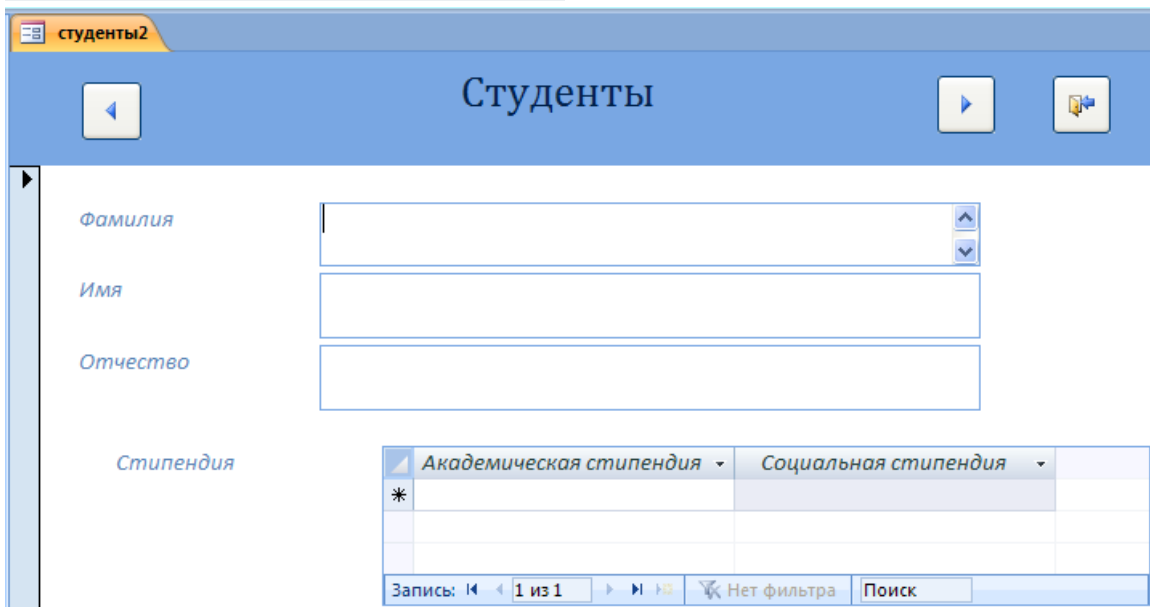 студенты2
Студенты
Фамилия
Имя
Отчество
Стипендия
Академическая стипендия Социальная стипендия
Запись: 1 из 1 Нет фильтра Поиск